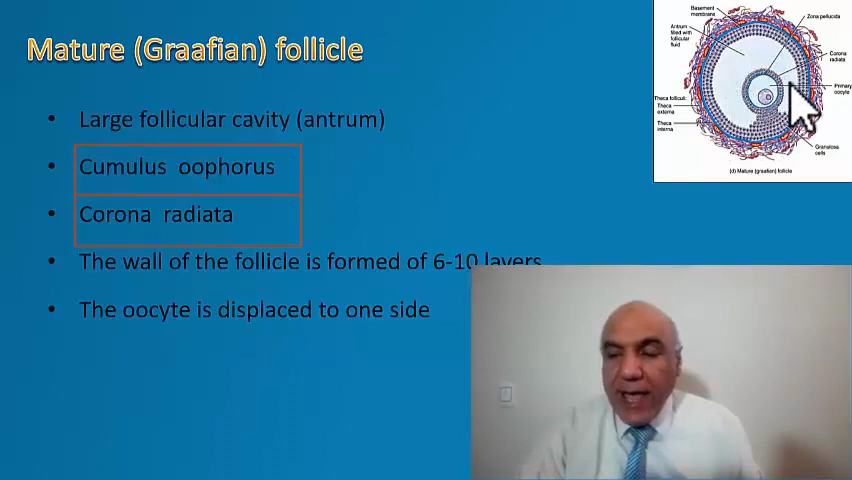 Mature (Graafian) follicle
Large follicular cavity (antrum)
Cumulus oophorus
Corona radiata
The wall of the follicle is formed of 6-10 layers
The oocyte is displaced to one side
Basement
membrane
Antrum
filled with
follicular
fluid
Theca folliculi:
Theca
externa
Theca
interna
Zona pellucida
Corona
radiata
Primary
oocyte
Granulosa
cells
(d) Mature (graafian) follicle